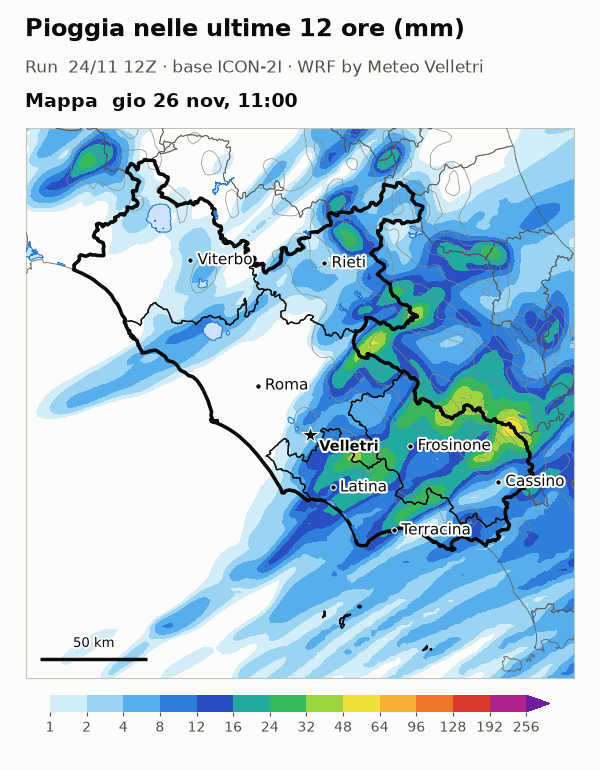 Pioggia nelle ultime 12 ore (mm)
Run 24/11 12Z · base ICON-2I · WRF by Meteo Velletri
Mappa gio 26 nov, 11:00
Viterbo
Rieti
Roma
Velletri
Frosinone
Latina
Cassino
Terracina
50 km
1 2 4 8 12 16 24 32 48 64 96 128 192 256